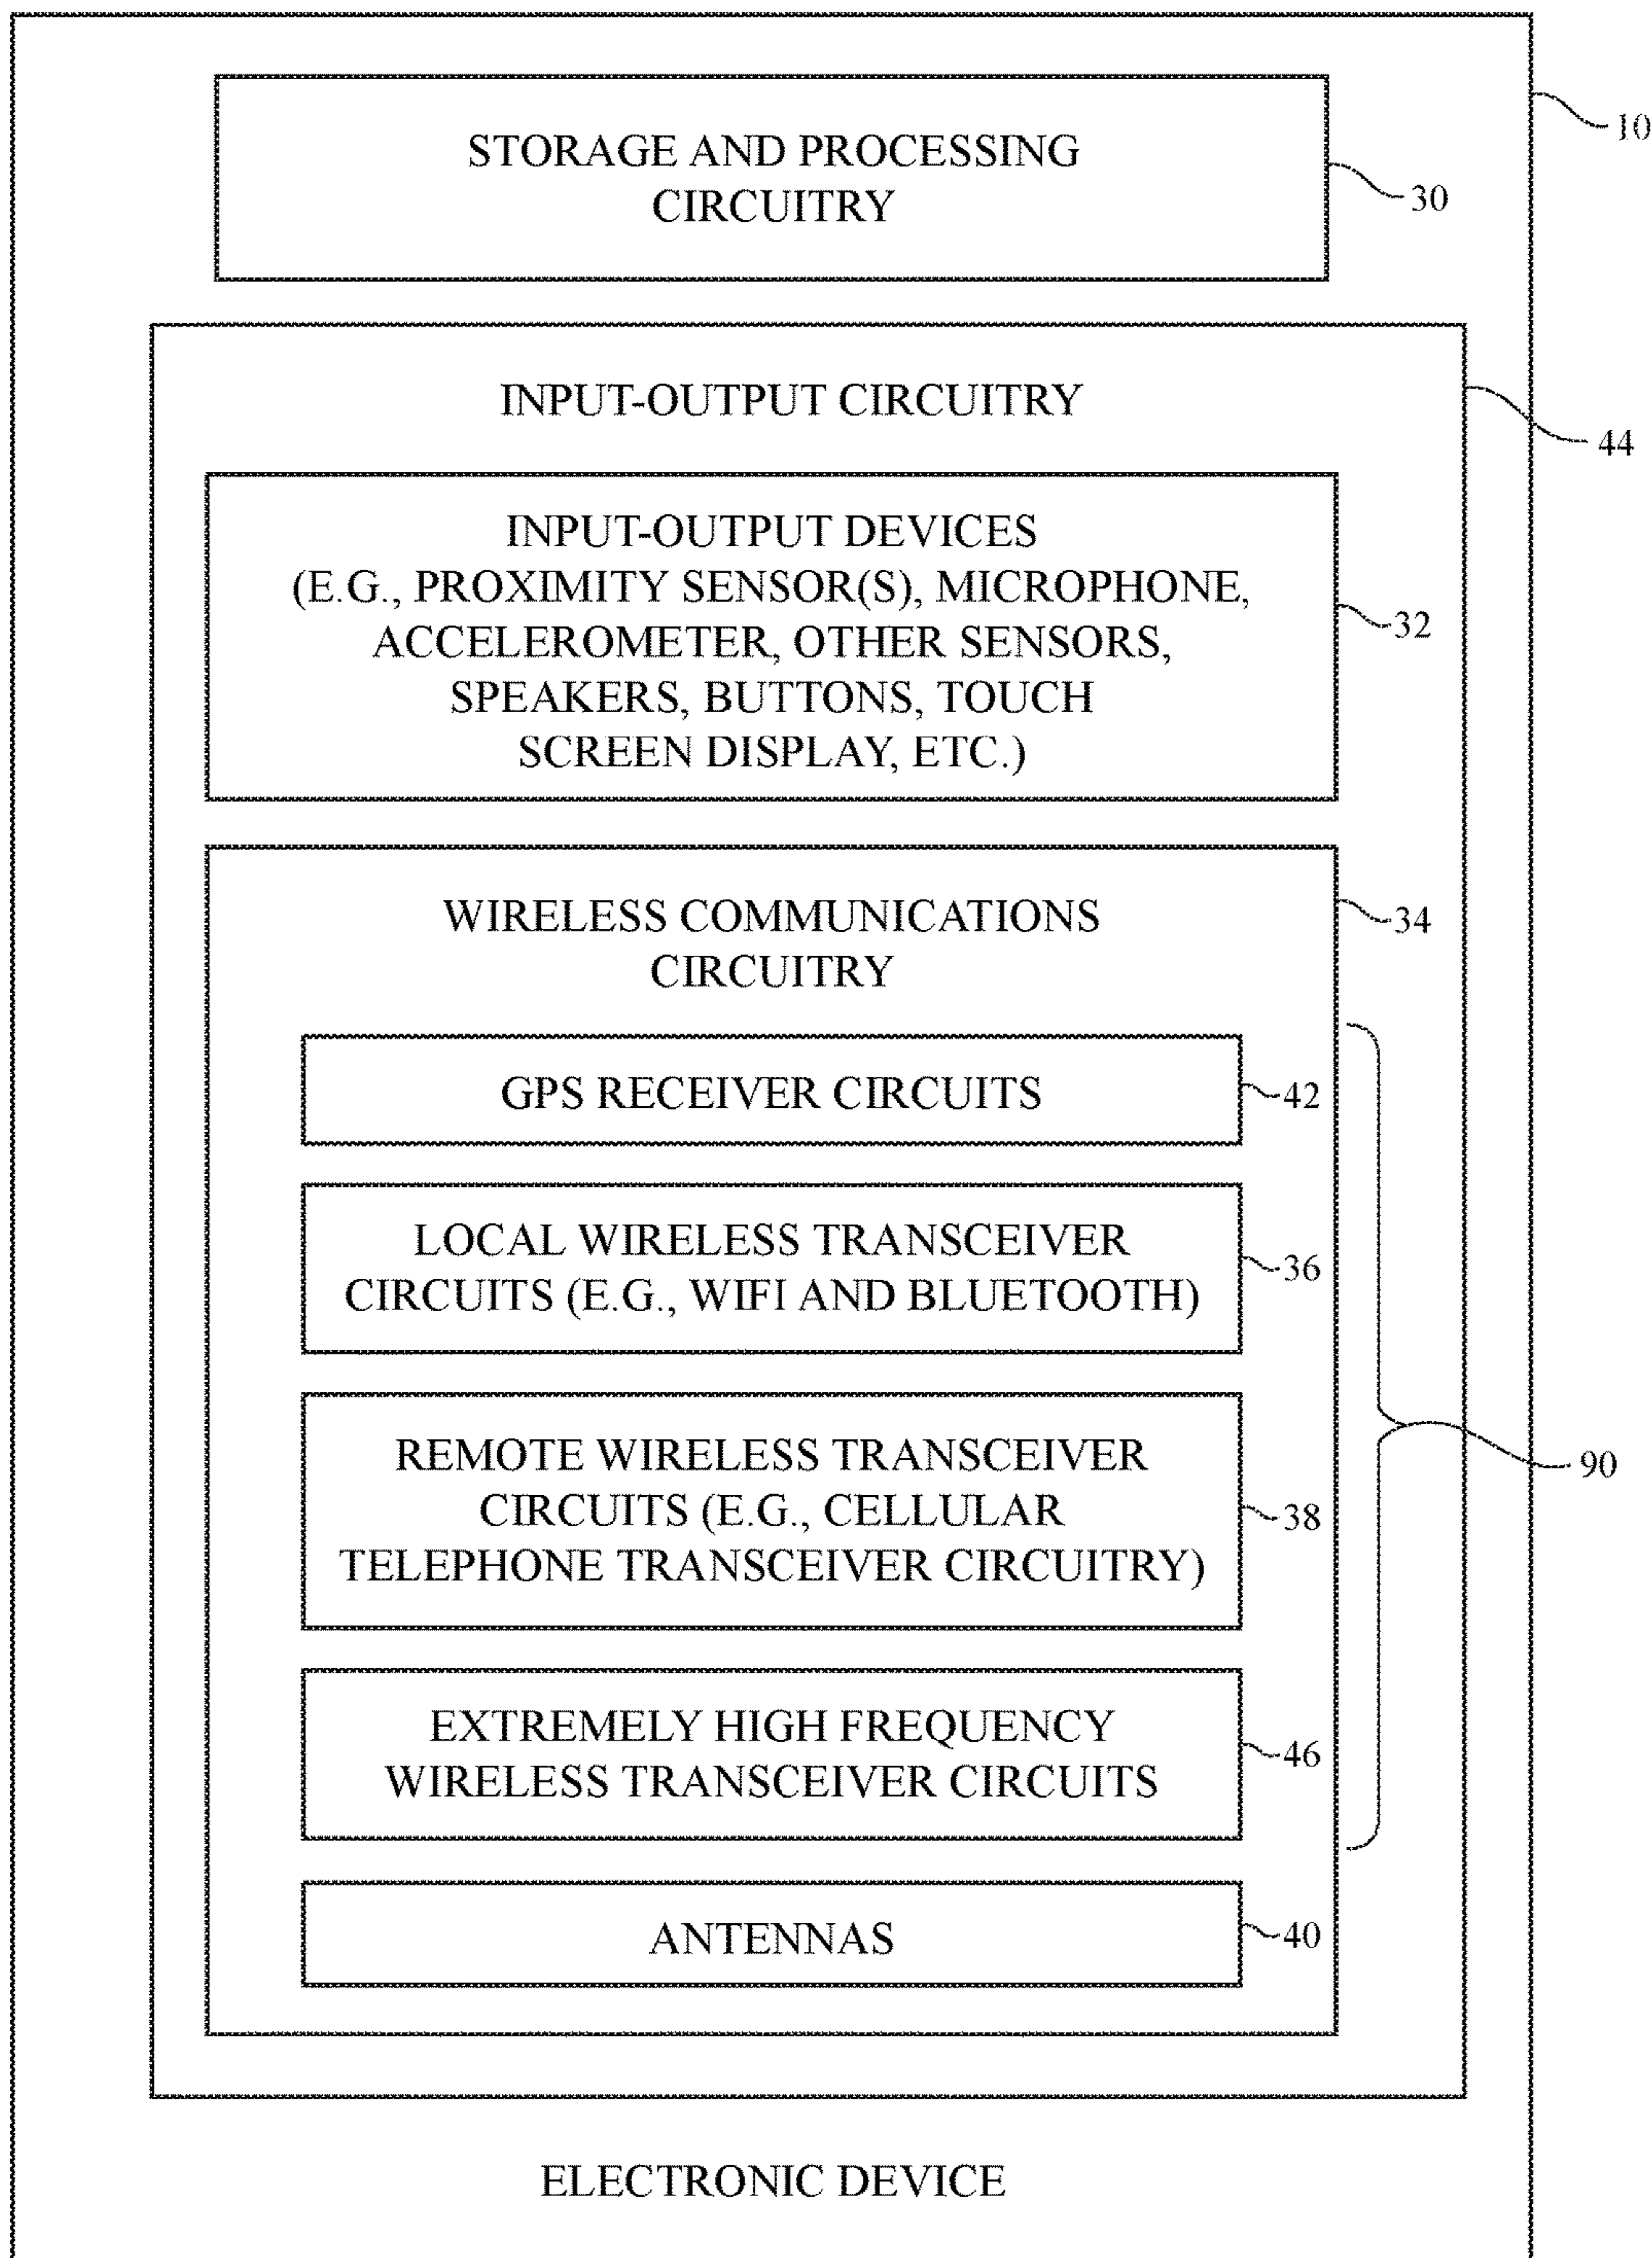 10
STORAGE AND PROCESSING
CIRCUITRY
30
INPUT-OUTPUT CIRCUITRY
44
INPUT-OUTPUT DEVICES
(E.G., PROXIMITY SENSOR(S), MICROPHONE,
ACCELEROMETER, OTHER SENSORS,
SPEAKERS, BUTTONS, TOUCH
SCREEN DISPLAY, ETC.)
32
WIRELESS COMMUNICATIONS
CIRCUITRY
34
GPS RECEIVER CIRCUITS
42
LOCAL WIRELESS TRANSCEIVER
CIRCUITS (E.G., WIFI AND BLUETOOTH)
36
REMOTE WIRELESS TRANSCEIVER
CIRCUITS (E.G., CELLULAR
TELEPHONE TRANSCEIVER CIRCUITRY)
38
90
EXTREMELY HIGH FREQUENCY
WIRELESS TRANSCEIVER CIRCUITS
46
ANTENNAS
40
ELECTRONIC DEVICE